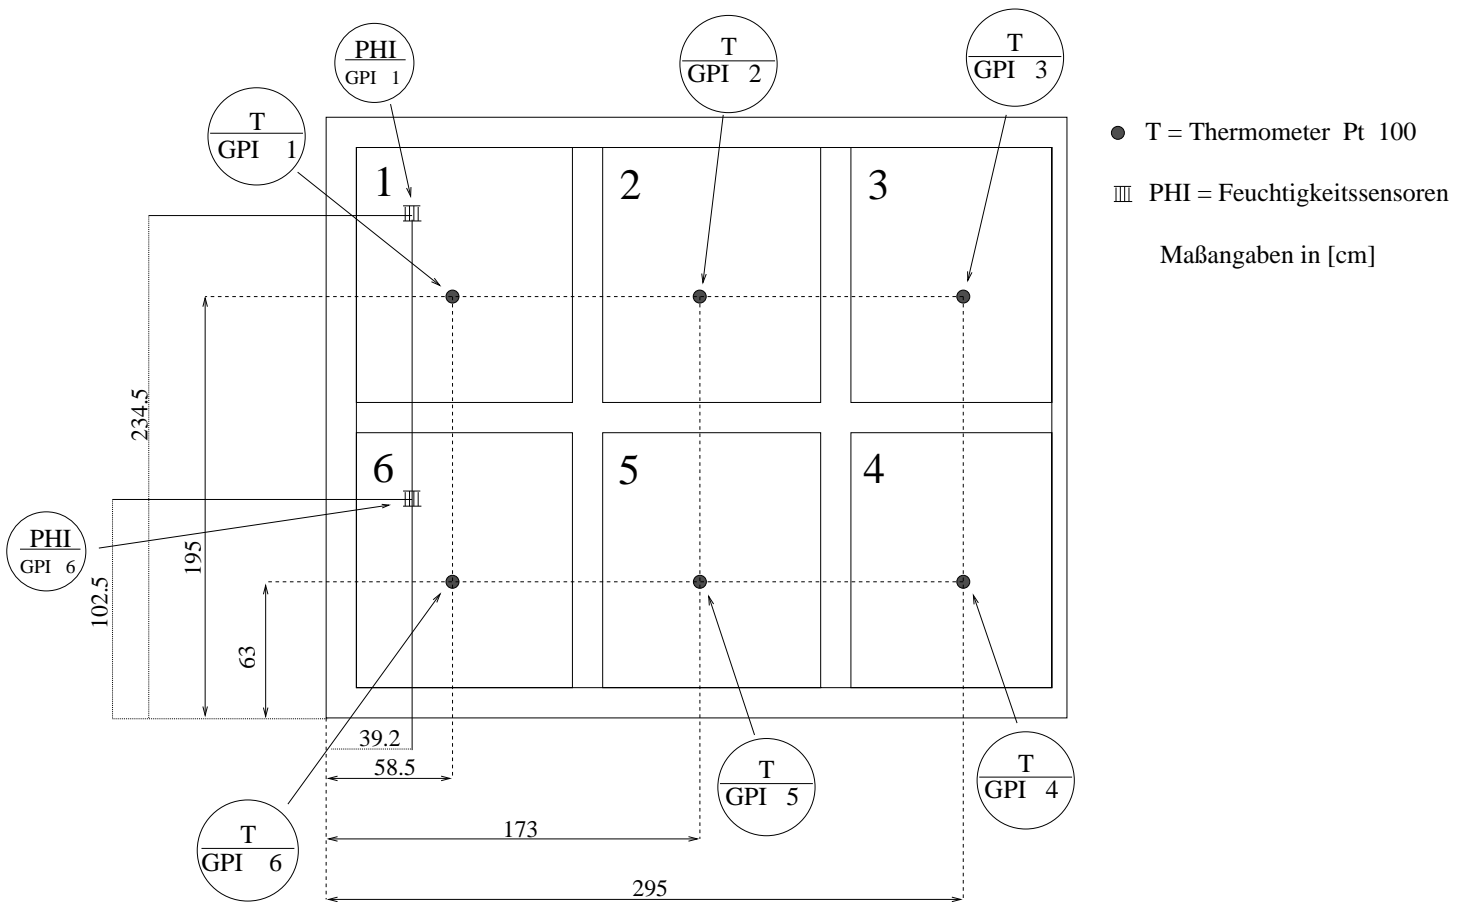 PHI
GPI 1
T
GPI 2
T
GPI 3
T
GPI 1
T = Thermometer Pt 100
PHI = Feuchtigkeitssensoren
Maßangaben in [cm]
1
2
3
234.5
195
6
5
4
PHI
GPI 6
102.5
63
39.2
58.5
T
GPI 5
T
GPI 4
T
GPI 6
173
295